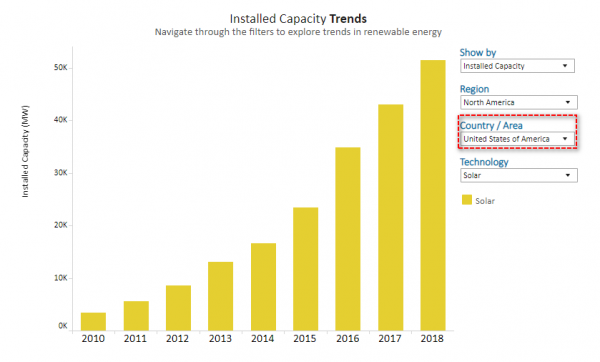 Installed Capacity Trends
Navigate through the filters to explore trends in renewable energy
Show by
Installed Capacity
Region
North America
Country / Area
United States of America
Technology
Solar
Solar
Installed Capacity (MW)
50K
40K
30K
20K
10K
0K
2010 2011 2012 2013 2014 2015 2016 2017 2018